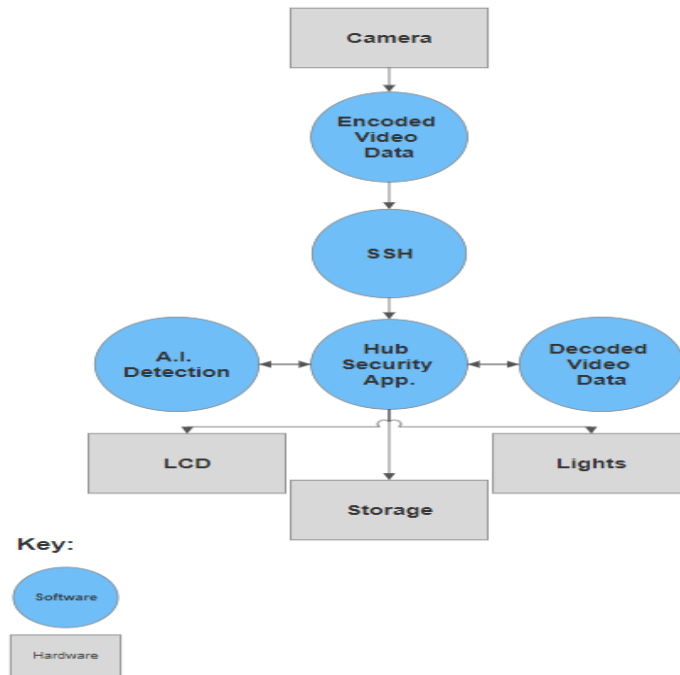 Camera
Encoded
Video
Data
SSH
A.I.
Detection
Hub
Security
App.
Decoded
Video
Data
LCD
Lights
Storage
Key:
Software
Hardware